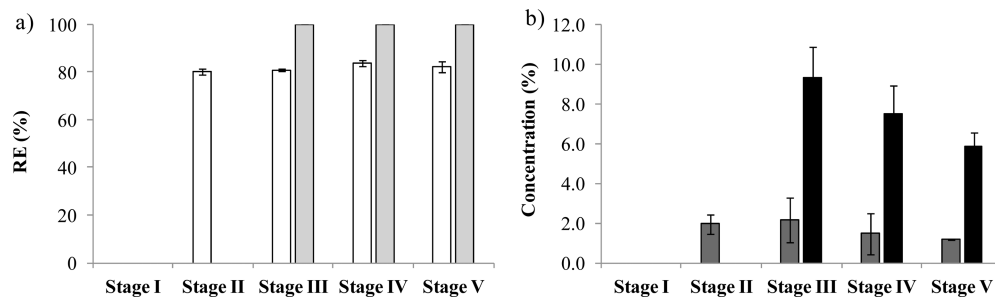 a)
100
80
60
40
20
0
RE (%)
Stage I Stage II Stage III Stage IV Stage V
b)
12.0
10.0
8.0
6.0
4.0
2.0
0.0
Concentration (%)
Stage I Stage II Stage III Stage IV Stage V